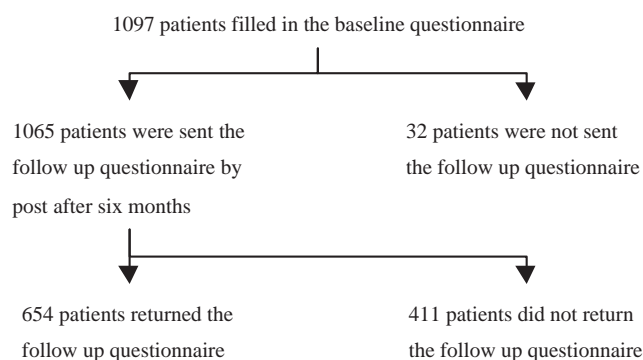 1097 patients filled in the baseline questionnaire
1065 patients were sent the
follow up questionnaire by
post after six months
32 patients were not sent
the follow up questionnaire
654 patients returned the
follow up questionnaire
411 patients did not return
the follow up questionnaire